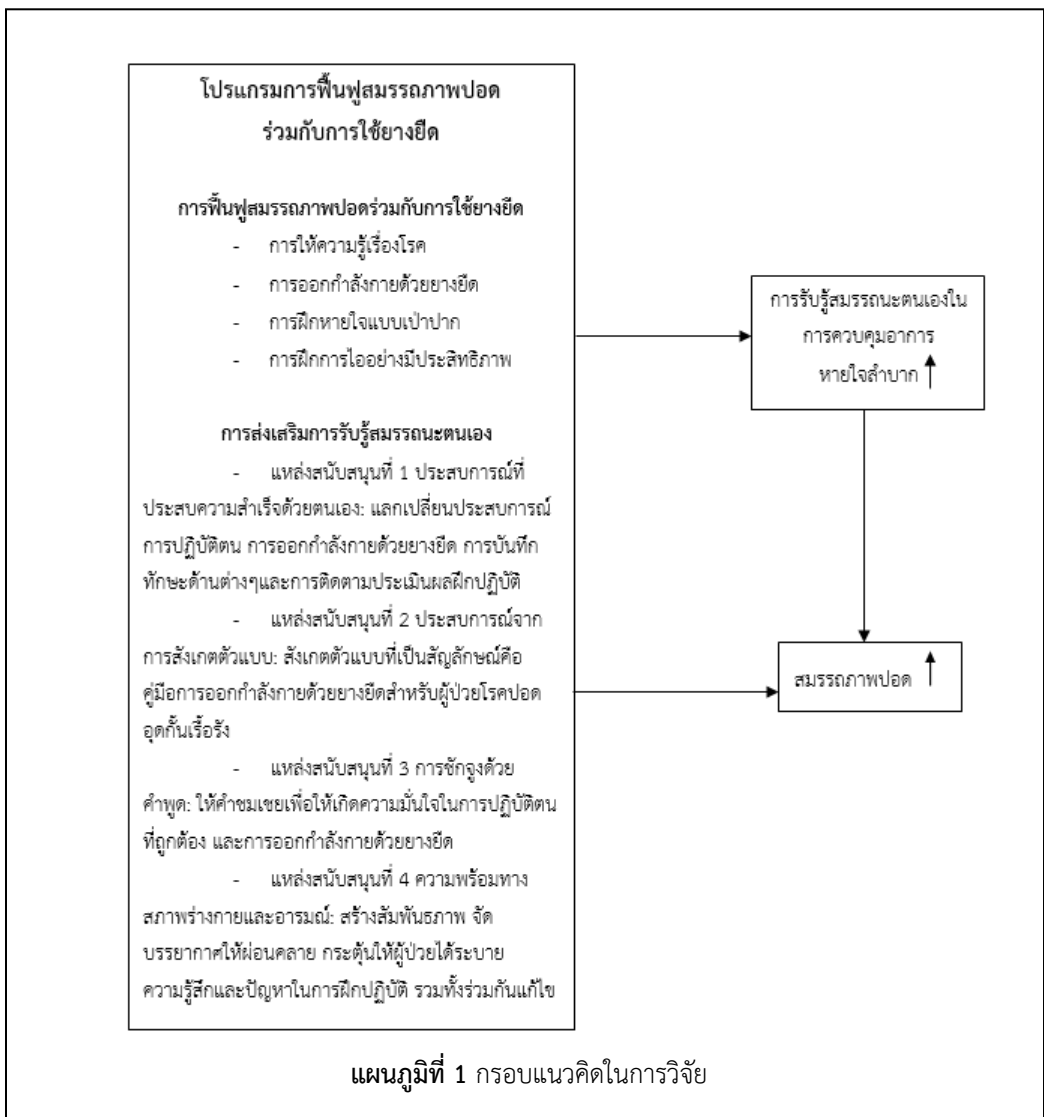 โปรแกรมการฟื้นฟูสมรรถภาพปอด
ร่วมกับการใช้ยางยืด
การฟื้นฟูสมรรถภาพปอดร่วมกับการใช้ยางยืด
- การให้ความรู้เรื่องโรค
- การออกกำลังกายด้วยยางยืด
- การฝึกหายใจแบบเป่าปาก
- การฝึกการไออย่างมีประสิทธิภาพ
การส่งเสริมการรับรู้สมรรถนะตนเอง
- แหล่งสนับสนุนที่ 1 ประสบการณ์ที่
ประสบความสำเร็จด้วยตนเอง: แลกเปลี่ยนประสบการณ์
การปฏิบัติตน การออกกำลังกายด้วยยางยืด การบันทึก
ทักษะด้านต่างๆและการติดตามประเมินผลฝึกปฏิบัติ
- แหล่งสนับสนุนที่ 2 ประสบการณ์จาก
การสังเกตตัวแบบ: สังเกตตัวแบบที่เป็นสัญลักษณ์คือ
คู่มือการออกกำลังกายด้วยยางยืดสำหรับผู้ป่วยโรคปอด
อุดกั้นเรื้อรัง
- แหล่งสนับสนุนที่ 3 การชักจูงด้วย
คำพูด: ให้คำชมเชยเพื่อให้เกิดความมั่นใจในการปฏิบัติตน
ที่ถูกต้อง และการออกกำลังกายด้วยยางยืด
- แหล่งสนับสนุนที่ 4 ความพร้อมทาง
สภาพร่างกายและอารมณ์: สร้างสัมพันธภาพ จัด
บรรยากาศให้ผ่อนคลาย กระตุ้นให้ผู้ป่วยได้ระบาย
ความรู้สึกและปัญหาในการฝึกปฏิบัติ รวมทั้งร่วมกันแก้ไข
การรับรู้สมรรถนะตนเองใน
การควบคุมอาการ
หายใจลำบาก ↑
สมรรถภาพปอด ↑
แผนภูมิที่ 1 กรอบแนวคิดในการวิจัย